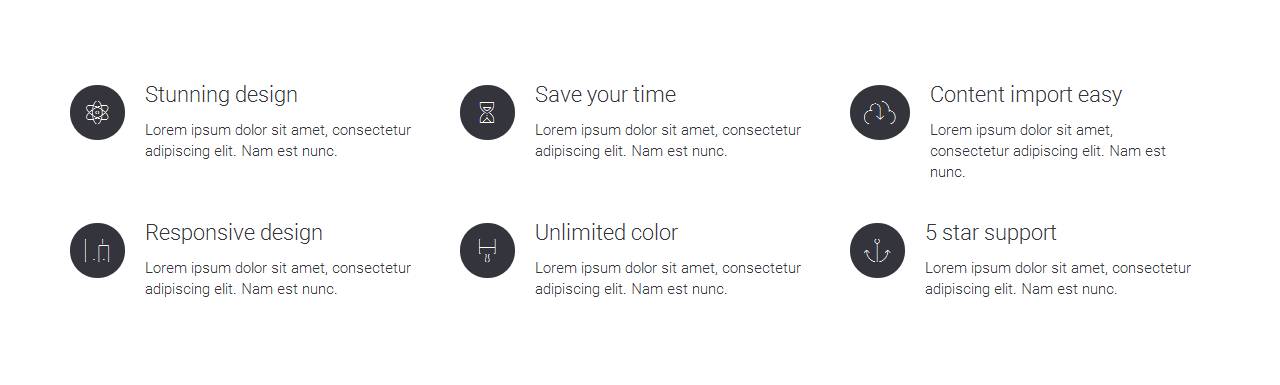 Stunning design
Lorem ipsum dolor sit amet, consectetur
adipiscing elit. Nam est nunc.
Save your time
Lorem ipsum dolor sit amet, consectetur
adipiscing elit. Nam est nunc.
Content import easy
Lorem ipsum dolor sit amet,
consectetur adipiscing elit. Nam est
nunc.
Responsive design
Lorem ipsum dolor sit amet, consectetur
adipiscing elit. Nam est nunc.
Unlimited color
Lorem ipsum dolor sit amet, consectetur
adipiscing elit. Nam est nunc.
5 star support
Lorem ipsum dolor sit amet, consectetur
adipiscing elit. Nam est nunc.